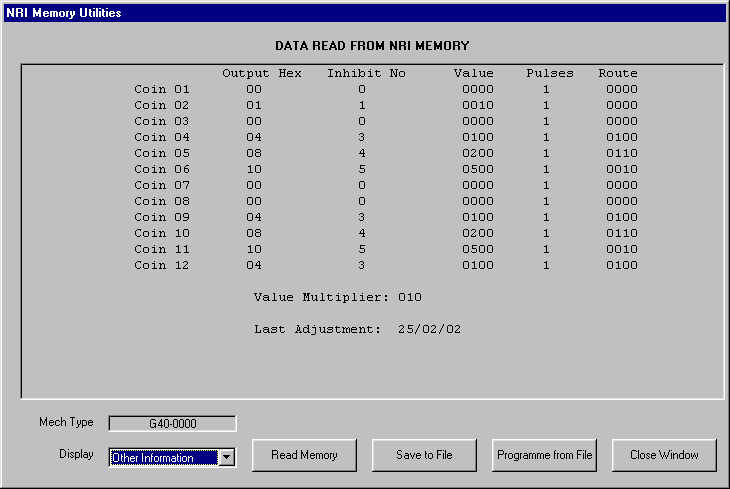 NRI Memory Utilities
DATA READ FROM NRI MEMORY
Output Hex Inhibit No Value Pulses Route
Coin 01 00 0 0000 1 0000
Coin 02 01 1 0010 1 0000
Coin 03 00 0 0000 1 0000
Coin 04 04 3 0100 1 0100
Coin 05 08 4 0200 1 0110
Coin 06 10 5 0500 1 0010
Coin 07 00 0 0000 1 0000
Coin 08 00 0 0000 1 0000
Coin 09 04 3 0100 1 0100
Coin 10 08 4 0200 1 0110
Coin 11 10 5 0500 1 0010
Coin 12 04 3 0100 1 0100
Value Multiplier: 010
Last Adjustment: 25/02/02
Mech Type G40-0000
Display Other Information Read Memory Save to File Programme from File Close Window